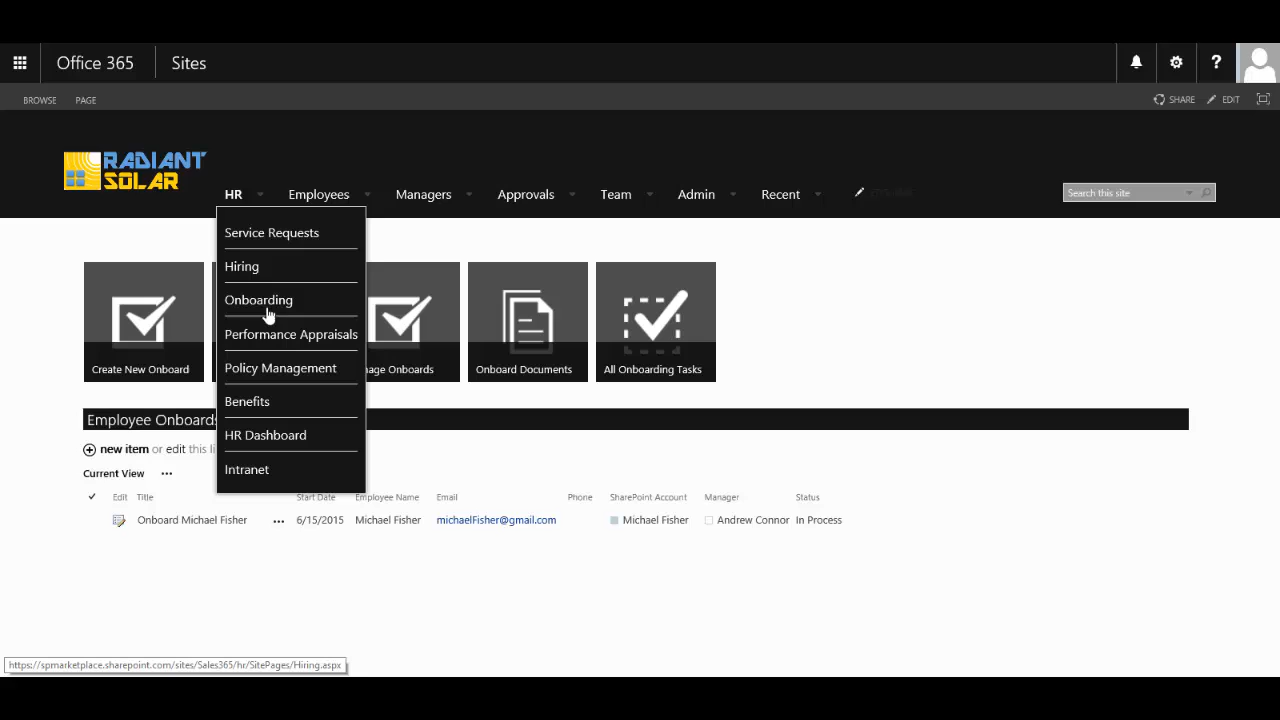 Office 365
Sites
?
BROWSE
PAGE
SHARE
EDIT
RADIANT
SOLAR
HR
Employees
Managers
Approvals
Team
Admin
Recent
Search this site
Service Requests
Hiring
Onboarding
Performance Appraisals
Policy Management
Benefits
HR Dashboard
Intranet
Create New Onboard
Onboards
Onboard Documents
All Onboarding Tasks
Employee Onboards
new item or edit this
Current View ...
Edit Title Start Date Employee Name Email Phone SharePoint Account Manager Status
Onboard Michael Fisher ... 6/15/2015 Michael Fisher michaelFisher@gmail.com Michael Fisher Andrew Connor In Process
https://spmarketplace.sharepoint.com/sites/Sales365/hr/SitePages/Hiring.aspx